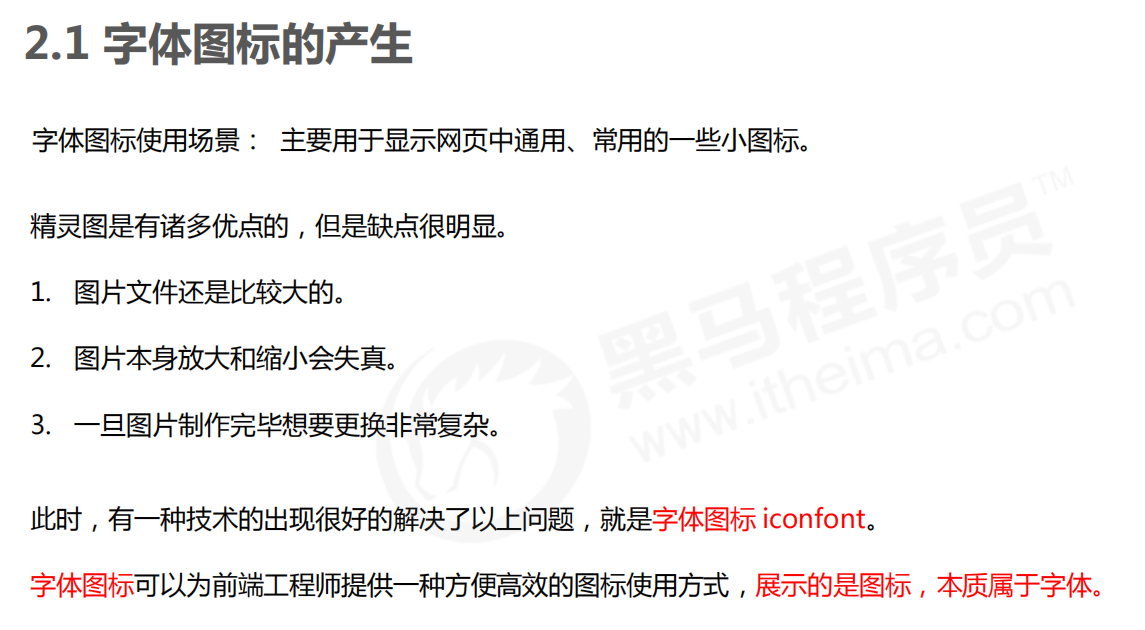 2.1 字体图标的产生
字体图标使用场景： 主要用于显示网页中通用、常用的一些小图标。
精灵图是有诸多优点的，但是缺点很明显。
1. 图片文件还是比较大的。
2. 图片本身放大和缩小会失真。
3. 一旦图片制作完毕想要更换非常复杂。
此时，有一种技术的出现很好的解决了以上问题，就是字体图标 iconfont。
字体图标可以为前端工程师提供一种方便高效的图标使用方式，展示的是图标，本质属于字体。
黑马程序员™
www.itheima.com